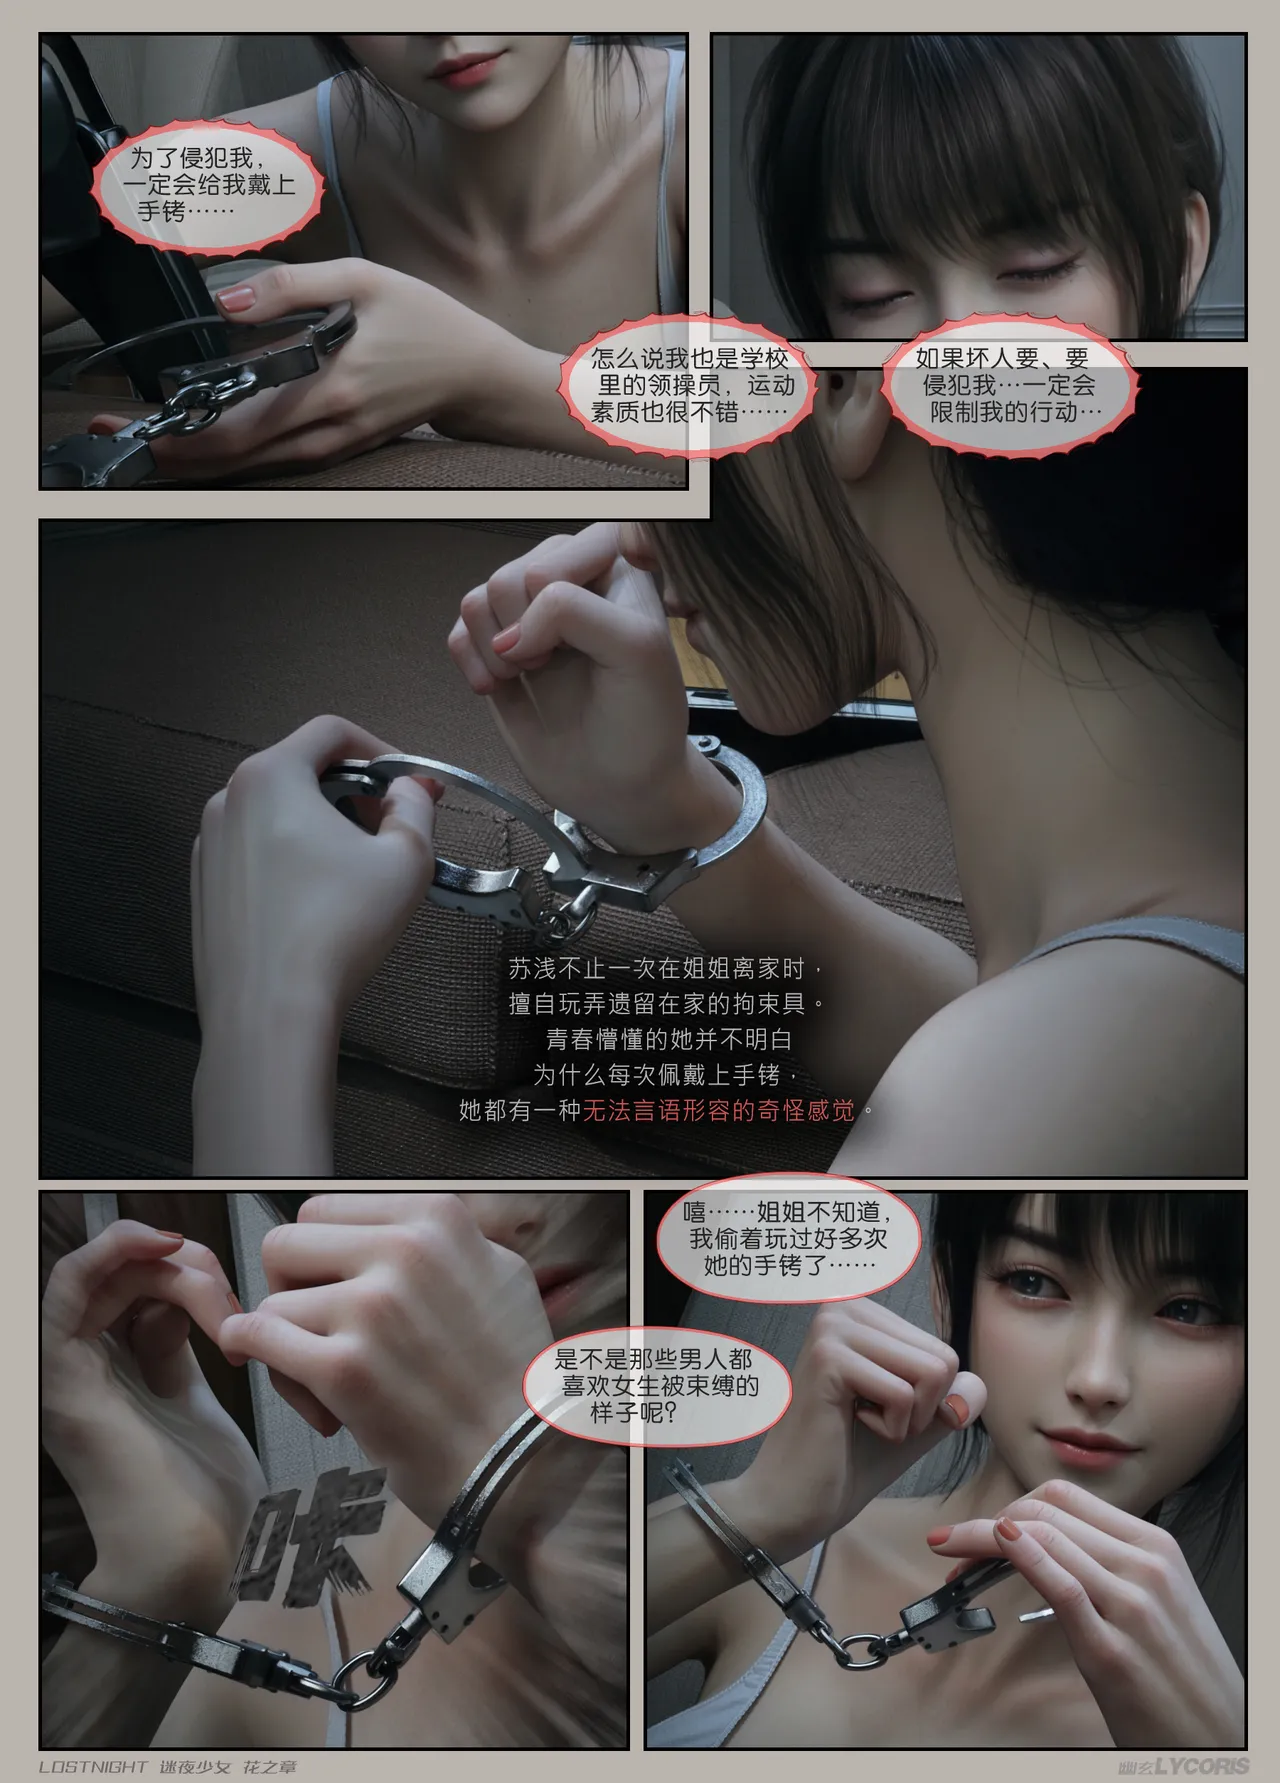 为了侵犯我，
一定会给我戴上
手铐……
怎么说我也是学校
里的领操员，运动
素质也很不错……
如果坏人要、要
侵犯我…一定会
限制我的行动…
苏浅不止一次在姐姐离家时，
擅自玩弄遗留在家的拘束具。
青春懵懂的她并不明白
为什么每次佩戴上手铐，
她都有一种无法言语形容的奇怪感觉。
嘻……姐姐不知道，
我偷着玩过好多次
她的手铐了……
是不是那些男人都
喜欢女生被束缚的
样子呢？
咔
LOSTNIGHT 迷夜少女 花之章
幽玄LYCORIS